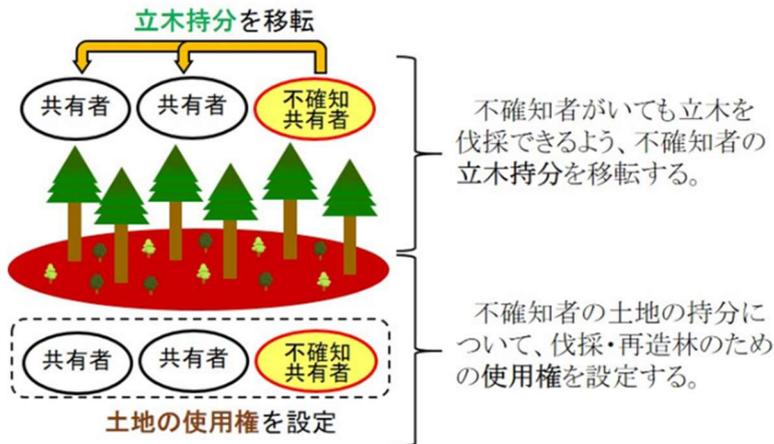 立木持分を移転
共有者
共有者
不確知
共有者
不確知者がいても立木を
伐採できるよう、不確知者の
立木持分を移転する。
共有者
共有者
不確知
共有者
土地の使用権を設定
不確知者の土地の持分に
ついて、伐採・再造林のため
の使用権を設定する。